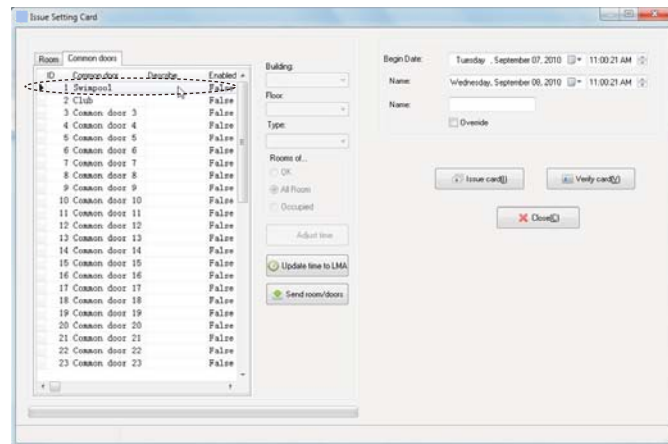 Issue Setting Card
Room Common doors
ID Common door Describe Enabled
1 Swimpool False
2 Club False
3 Common door 3 False
4 Common door 4 False
5 Common door 5 False
6 Common door 6 False
7 Common door 7 False
8 Common door 8 False
9 Common door 9 False
10 Common door 10 False
11 Common door 11 False
12 Common door 12 False
13 Common door 13 False
14 Common door 14 False
15 Common door 15 False
16 Common door 16 False
17 Common door 17 False
18 Common door 18 False
19 Common door 19 False
20 Common door 20 False
21 Common door 21 False
22 Common door 22 False
23 Common door 23 False
Building:
Floor:
Type:
Rooms of...
OK
All Room
Occupied
Adjust time
Update time to LMA
Send room/doors
Begin Date: Tuesday , September 07, 2010 11:00:21 AM
Name: Wednesday, September 08, 2010 11:00:21 AM
Name:
Override
Issue card(I) Verify card(V)
Close(C)